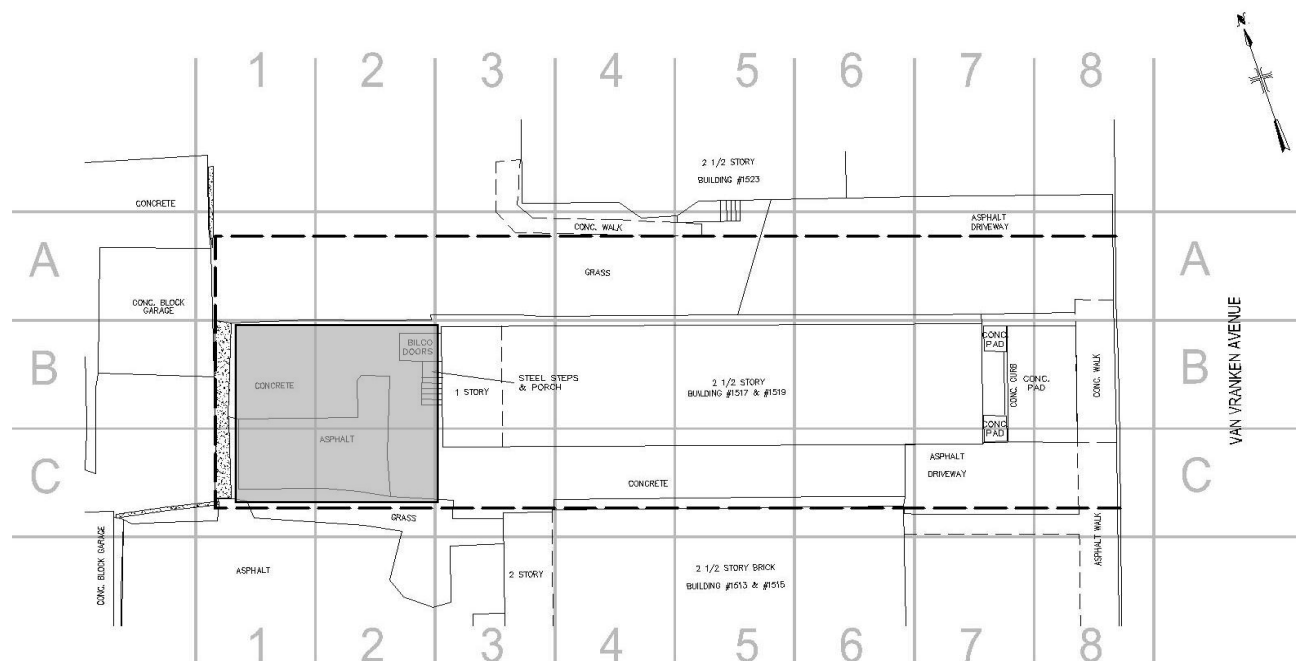 N
1 2 3 4 5 6 7 8
2 1/2 STORY
BUILDING #1523
CONCRETE
ASPHALT
DRIVEWAY
CONC. WALK
A
GRASS
A
CONC. BLOCK
GARAGE
VAN VRANKEN AVENUE
B
BILCO
DOORS
CONC.
PAD
CONCRETE
STEEL STEPS
& PORCH
1 STORY
2 1/2 STORY
BUILDING #1517 & #1519
CONC. CURB
CONC.
PAD
CONC. WALK
B
CONC.
PAD
ASPHALT
C
ASPHALT
DRIVEWAY
C
CONCRETE
GRASS
ASPHALT WALK
CONC. BLOCK GARAGE
ASPHALT
2 STORY
2 1/2 STORY BRICK
BUILDING #1513 & #1515
1 2 3 4 5 6 7 8